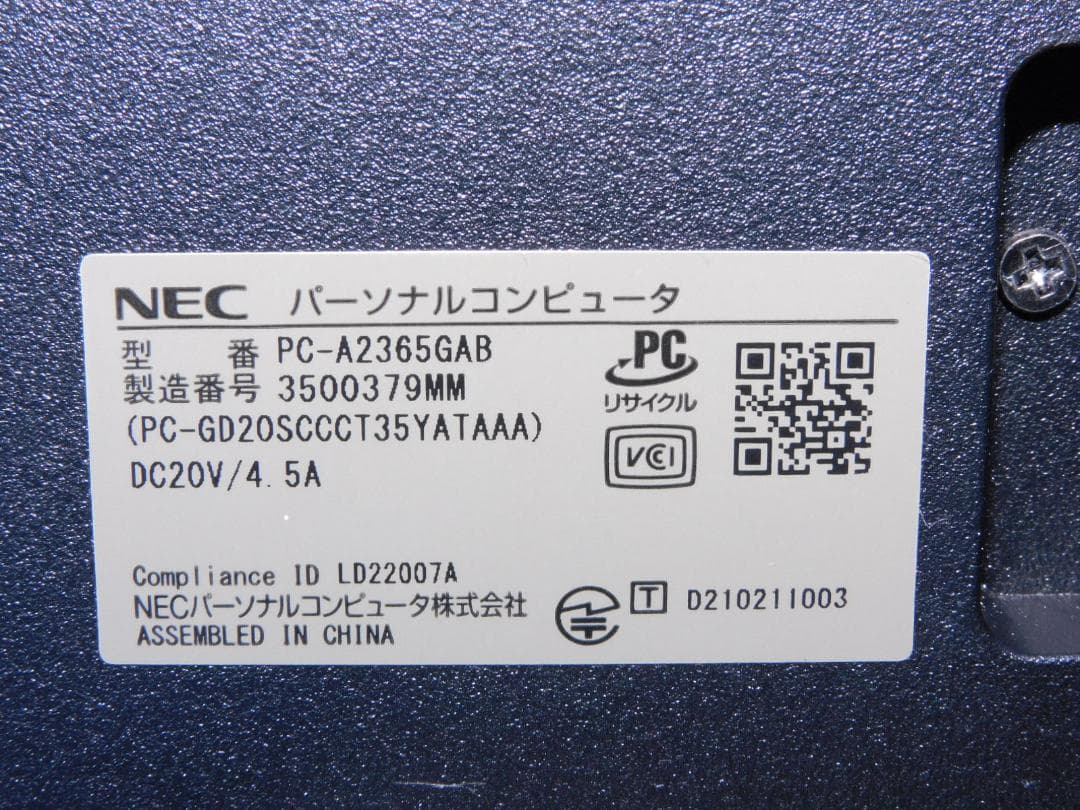 NEC パーソナルコンピュータ
型 番 PC-A2365GAB
製造番号 3500379MM
(PC-GD20SCCCT35YATAAA)
DC20V/4.5A
PC
リサイクル
VCCI
Compliance ID LD22007A
NECパーソナルコンピュータ株式会社
ASSEMBLED IN CHINA
T D210211003